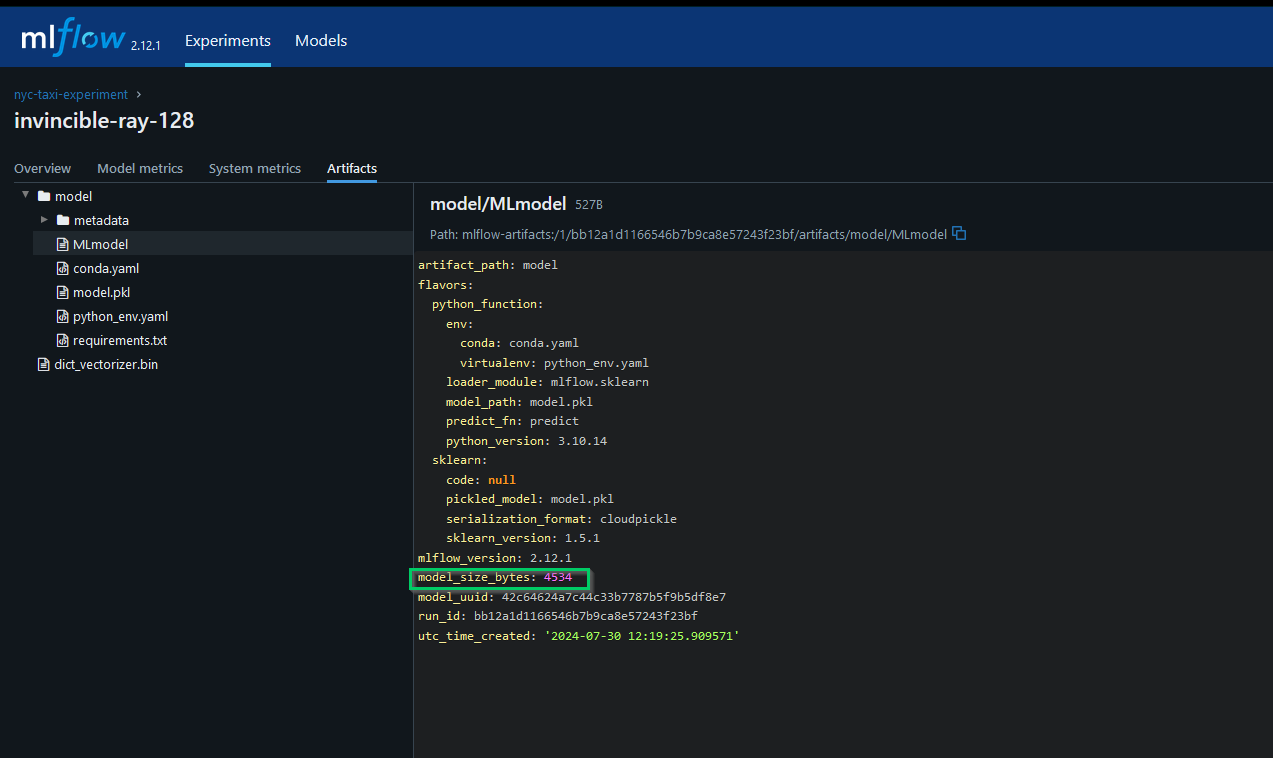 mlflow 2.12.1 Experiments Models
nyc-taxi-experiment ›
invincible-ray-128
Overview Model metrics System metrics Artifacts
model
metadata
MLmodel
conda.yaml
model.pkl
python_env.yaml
requirements.txt
dict_vectorizer.bin
model/MLmodel 527B
Path: mlflow-artifacts:/1/bb12a1d1166546b7b9ca8e57243f23bf/artifacts/model/MLmodel
artifact_path: model
flavors:
python_function:
env:
conda: conda.yaml
virtualenv: python_env.yaml
loader_module: mlflow.sklearn
model_path: model.pkl
predict_fn: predict
python_version: 3.10.14
sklearn:
code: null
pickled_model: model.pkl
serialization_format: cloudpickle
sklearn_version: 1.5.1
mlflow_version: 2.12.1
model_size_bytes: 4534
model_uuid: 42c64624a7c44c33b7787b5f9b5df8e7
run_id: bb12a1d1166546b7b9ca8e57243f23bf
utc_time_created: '2024-07-30 12:19:25.909571'